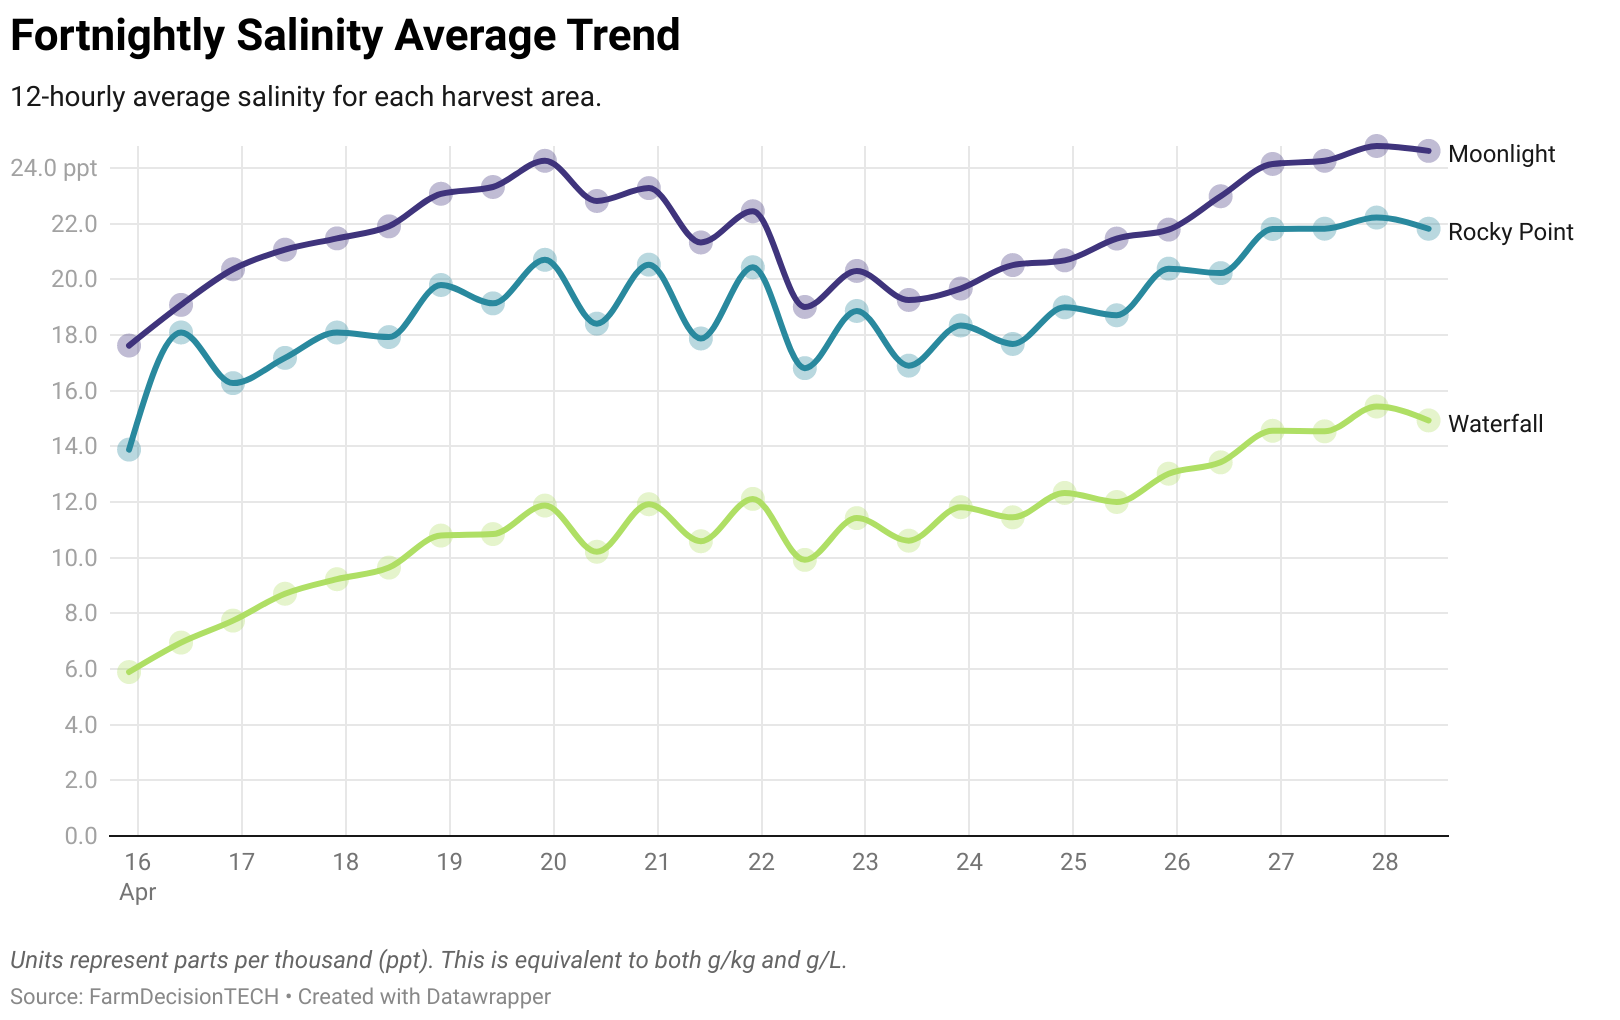 Fortnightly Salinity Average Trend
12-hourly average salinity for each harvest area.
24.0 ppt
22.0
20.0
18.0
16.0
14.0
12.0
10.0
8.0
6.0
4.0
2.0
0.0
Moonlight
Rocky Point
Waterfall
16 17 18 19 20 21 22 23 24 25 26 27 28
Apr
Units represent parts per thousand (ppt). This is equivalent to both g/kg and g/L.
Source: FarmDecisionTECH • Created with Datawrapper